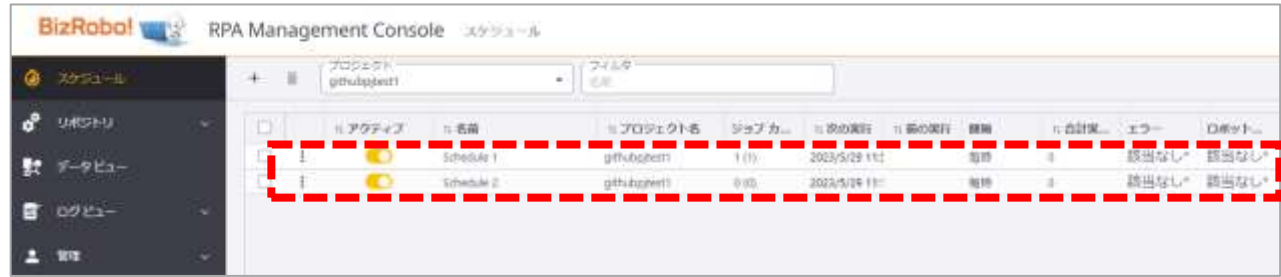 BizRobo! RPA Management Console スケジュール
スケジュール
プロジェクト
githubpjtest1
フィルタ
名前
リポジトリ
データビュー
ログビュー
管理
アクティブ 名前 プロジェクト名 ジョブ カ... 次の実行 前の実行 間隔 合計実... エラー ロボット...
Schedule 1 githubpjtest1 1 (1) 2023/5/29 11: 毎時 0 該当なし* 該当なし*
Schedule 2 githubpjtest1 0 (0) 2023/5/29 11: 毎時 該当なし* 該当なし*